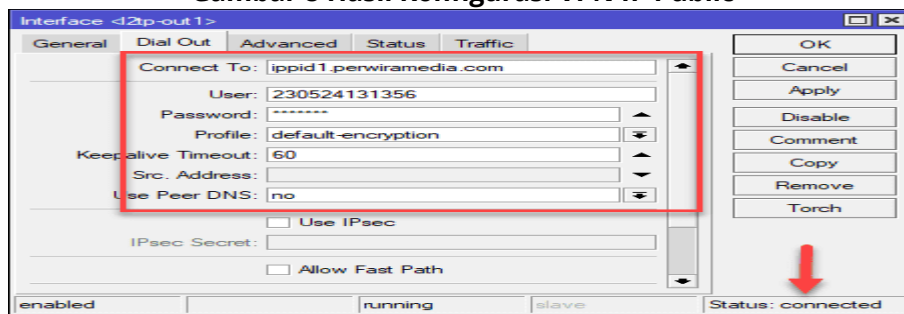 Interface <l2tp-out1>
General Dial Out Advanced Status Traffic
Connect To: ippid1.perwiramedia.com
User: 230524131356
Password: *******
Profile: default-encryption
Keepalive Timeout: 60
Src. Address:
Use Peer DNS: no
Use IPsec
IPsec Secret:
Allow Fast Path
OK
Cancel
Apply
Disable
Comment
Copy
Remove
Torch
enabled running slave Status: connected